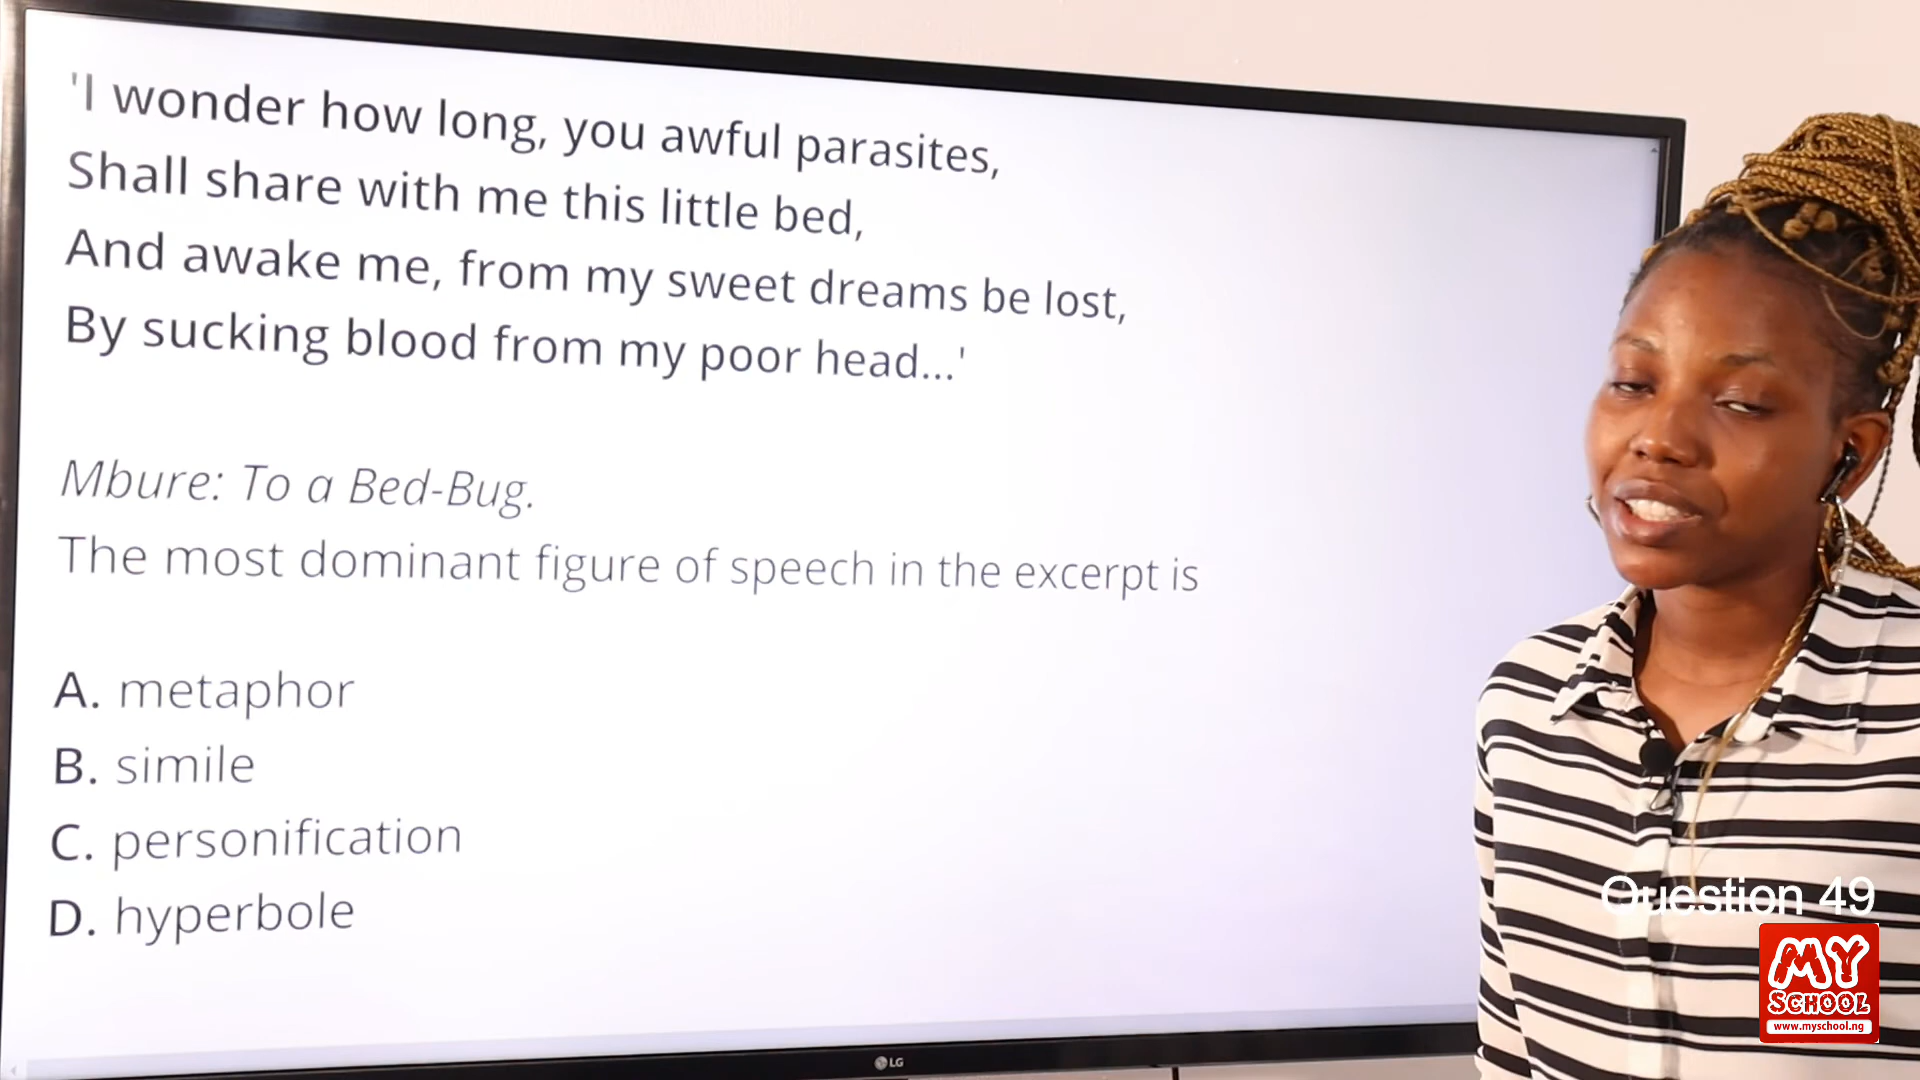 'I wonder how long, you awful parasites,
Shall share with me this little bed,
And awake me, from my sweet dreams be lost,
By sucking blood from my poor head...'
Mbure: To a Bed-Bug.
The most dominant figure of speech in the excerpt is
A. metaphor
B. simile
C. personification
D. hyperbole
Question 49
MY
SCHOOL
www.myschool.ng
LG